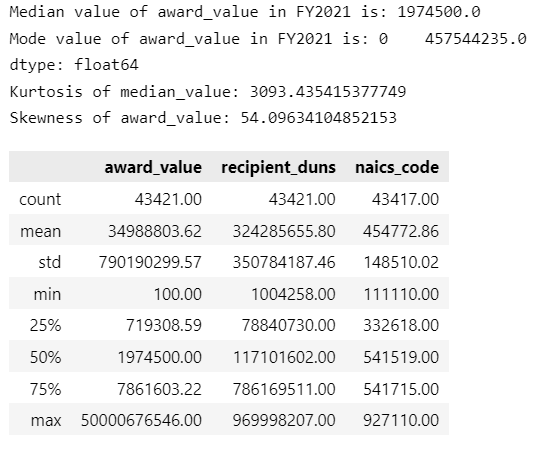 Median value of award_value in FY2021 is: 1974500.0
Mode value of award_value in FY2021 is: 0    457544235.0
dtype: float64
Kurtosis of median_value: 3093.435415377749
Skewness of award_value: 54.09634104852153
award_value recipient_duns naics_code
count 43421.00 43421.00 43417.00
mean 34988803.62 324285655.80 454772.86
std 790190299.57 350784187.46 148510.02
min 100.00 1004258.00 111110.00
25% 719308.59 78840730.00 332618.00
50% 1974500.00 117101602.00 541519.00
75% 7861603.22 786169511.00 541715.00
max 50000676546.00 969998207.00 927110.00